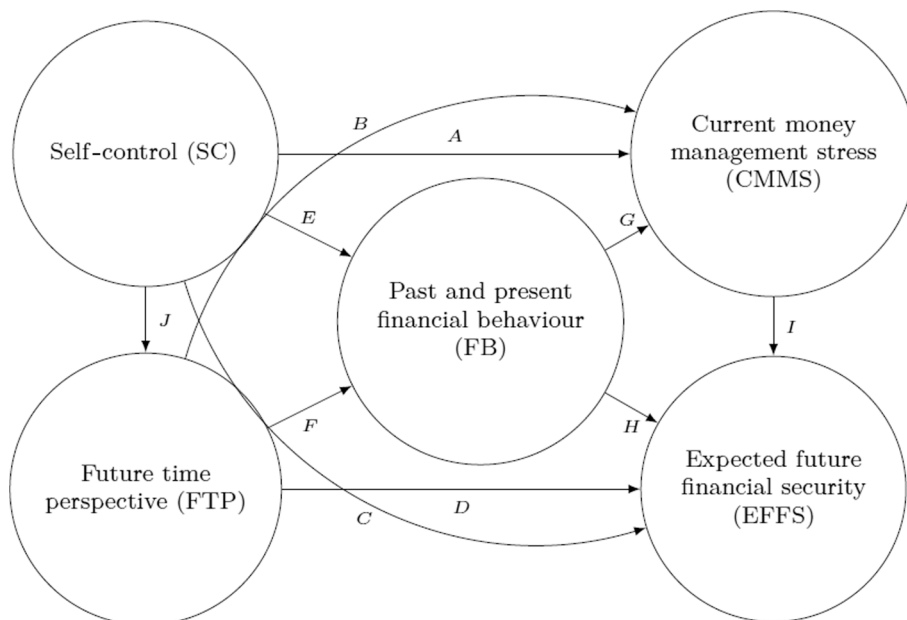 B
A
Self-control (SC)
Current money
management stress
(CMMS)
E
G
Past and present
financial behaviour
(FB)
J
I
F
H
Future time
perspective (FTP)
Expected future
financial security
(EFFS)
C
D